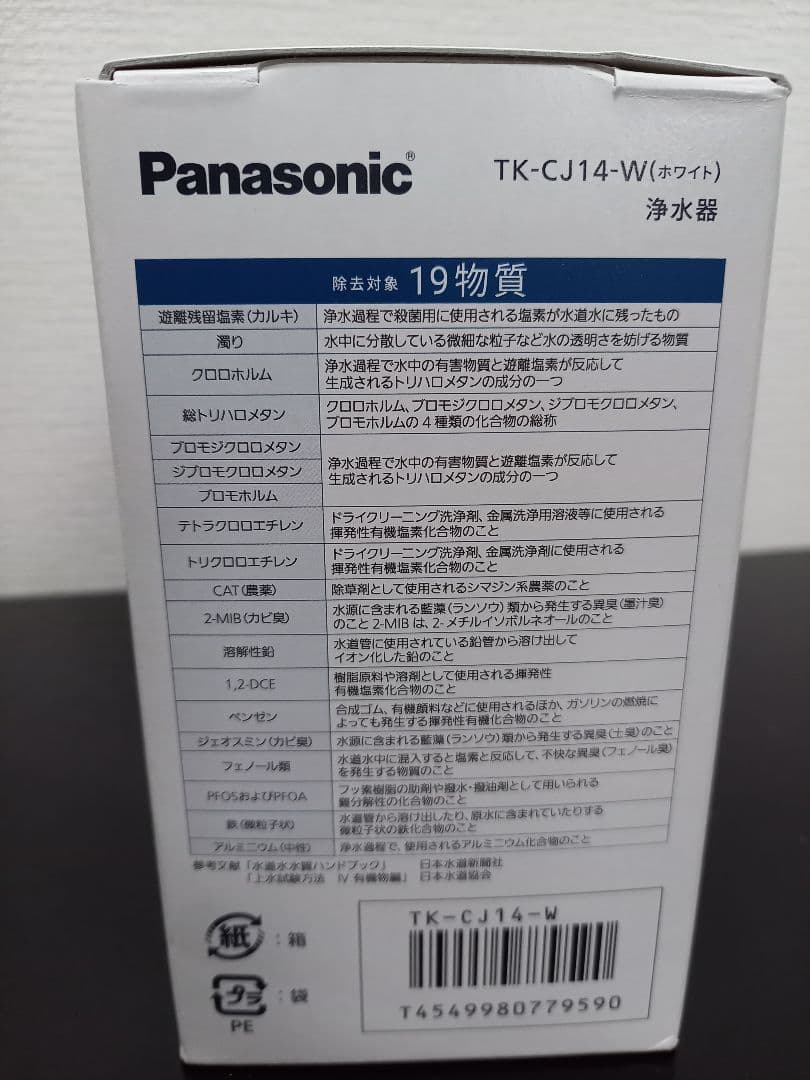 Panasonic®
TK-CJ14-W(ホワイト)
浄水器
除去対象 19物質
遊離残留塩素(カルキ) 浄水過程で殺菌用に使用される塩素が水道水に残ったもの
濁り 水中に分散している微細な粒子など水の透明さを妨げる物質
クロロホルム 浄水過程で水中の有害物質と遊離塩素が反応して
生成されるトリハロメタンの成分の一つ
総トリハロメタン クロロホルム、ブロモジクロロメタン、ジブロモクロロメタン、
ブロモホルムの4種類の化合物の総称
ブロモジクロロメタン
ジブロモクロロメタン
ブロモホルム
浄水過程で水中の有害物質と遊離塩素が反応して
生成されるトリハロメタンの成分の一つ
テトラクロロエチレン ドライクリーニング洗浄剤、金属洗浄用溶液等に使用される
揮発性有機塩素化合物のこと
トリクロロエチレン ドライクリーニング洗浄剤、金属洗浄剤に使用される
揮発性有機塩素化合物のこと
CAT(農薬) 除草剤として使用されるシマジン系農薬のこと
2-MIB(カビ臭) 水源に含まれる藍藻(ランソウ)類から発生する異臭(墨汁臭)
のこと 2-MIBは、2-メチルイソボルネオールのこと
溶解性鉛 水道管に使用されている鉛管から溶け出して
イオン化した鉛のこと
1,2-DCE 樹脂原料や溶剤として使用される揮発性
有機塩素化合物のこと
ベンゼン 合成ゴム、有機顔料などに使用されるほか、ガソリンの燃焼に
よっても発生する揮発性有機化合物のこと
ジェオスミン(カビ臭) 水源に含まれる藍藻(ランソウ)類から発生する異臭(土臭)のこと
フェノール類 水道水中に混入すると塩素と反応して、不快な異臭(フェノール臭)
を発生する物質のこと
PFOSおよびPFOA フッ素樹脂の助剤や撥水・撥油剤として用いられる
難分解性の化合物のこと
鉄(微粒子状) 水道管から溶け出したり、原水に含まれていたりする
微粒子状の鉄化合物のこと
アルミニウム(中性) 浄水過程で、使用されるアルミニウム化合物のこと
参考文献「水道水水質ハンドブック」 日本水道新聞社
「上水試験方法 Ⅳ 有機物編」 日本水道協会
紙:箱
プラ:袋
PE
TK-CJ14-W
T4549980779590